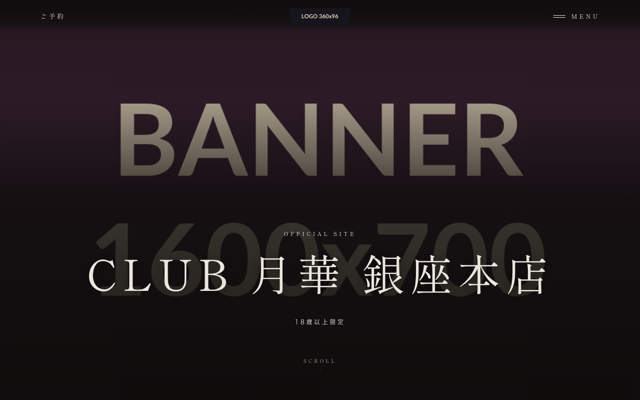 ご予約
LOGO 360x96
MENU
BANNER
1600x700
OFFICIAL SITE
CLUB 月華 銀座本店
18歳以上限定
SCROLL